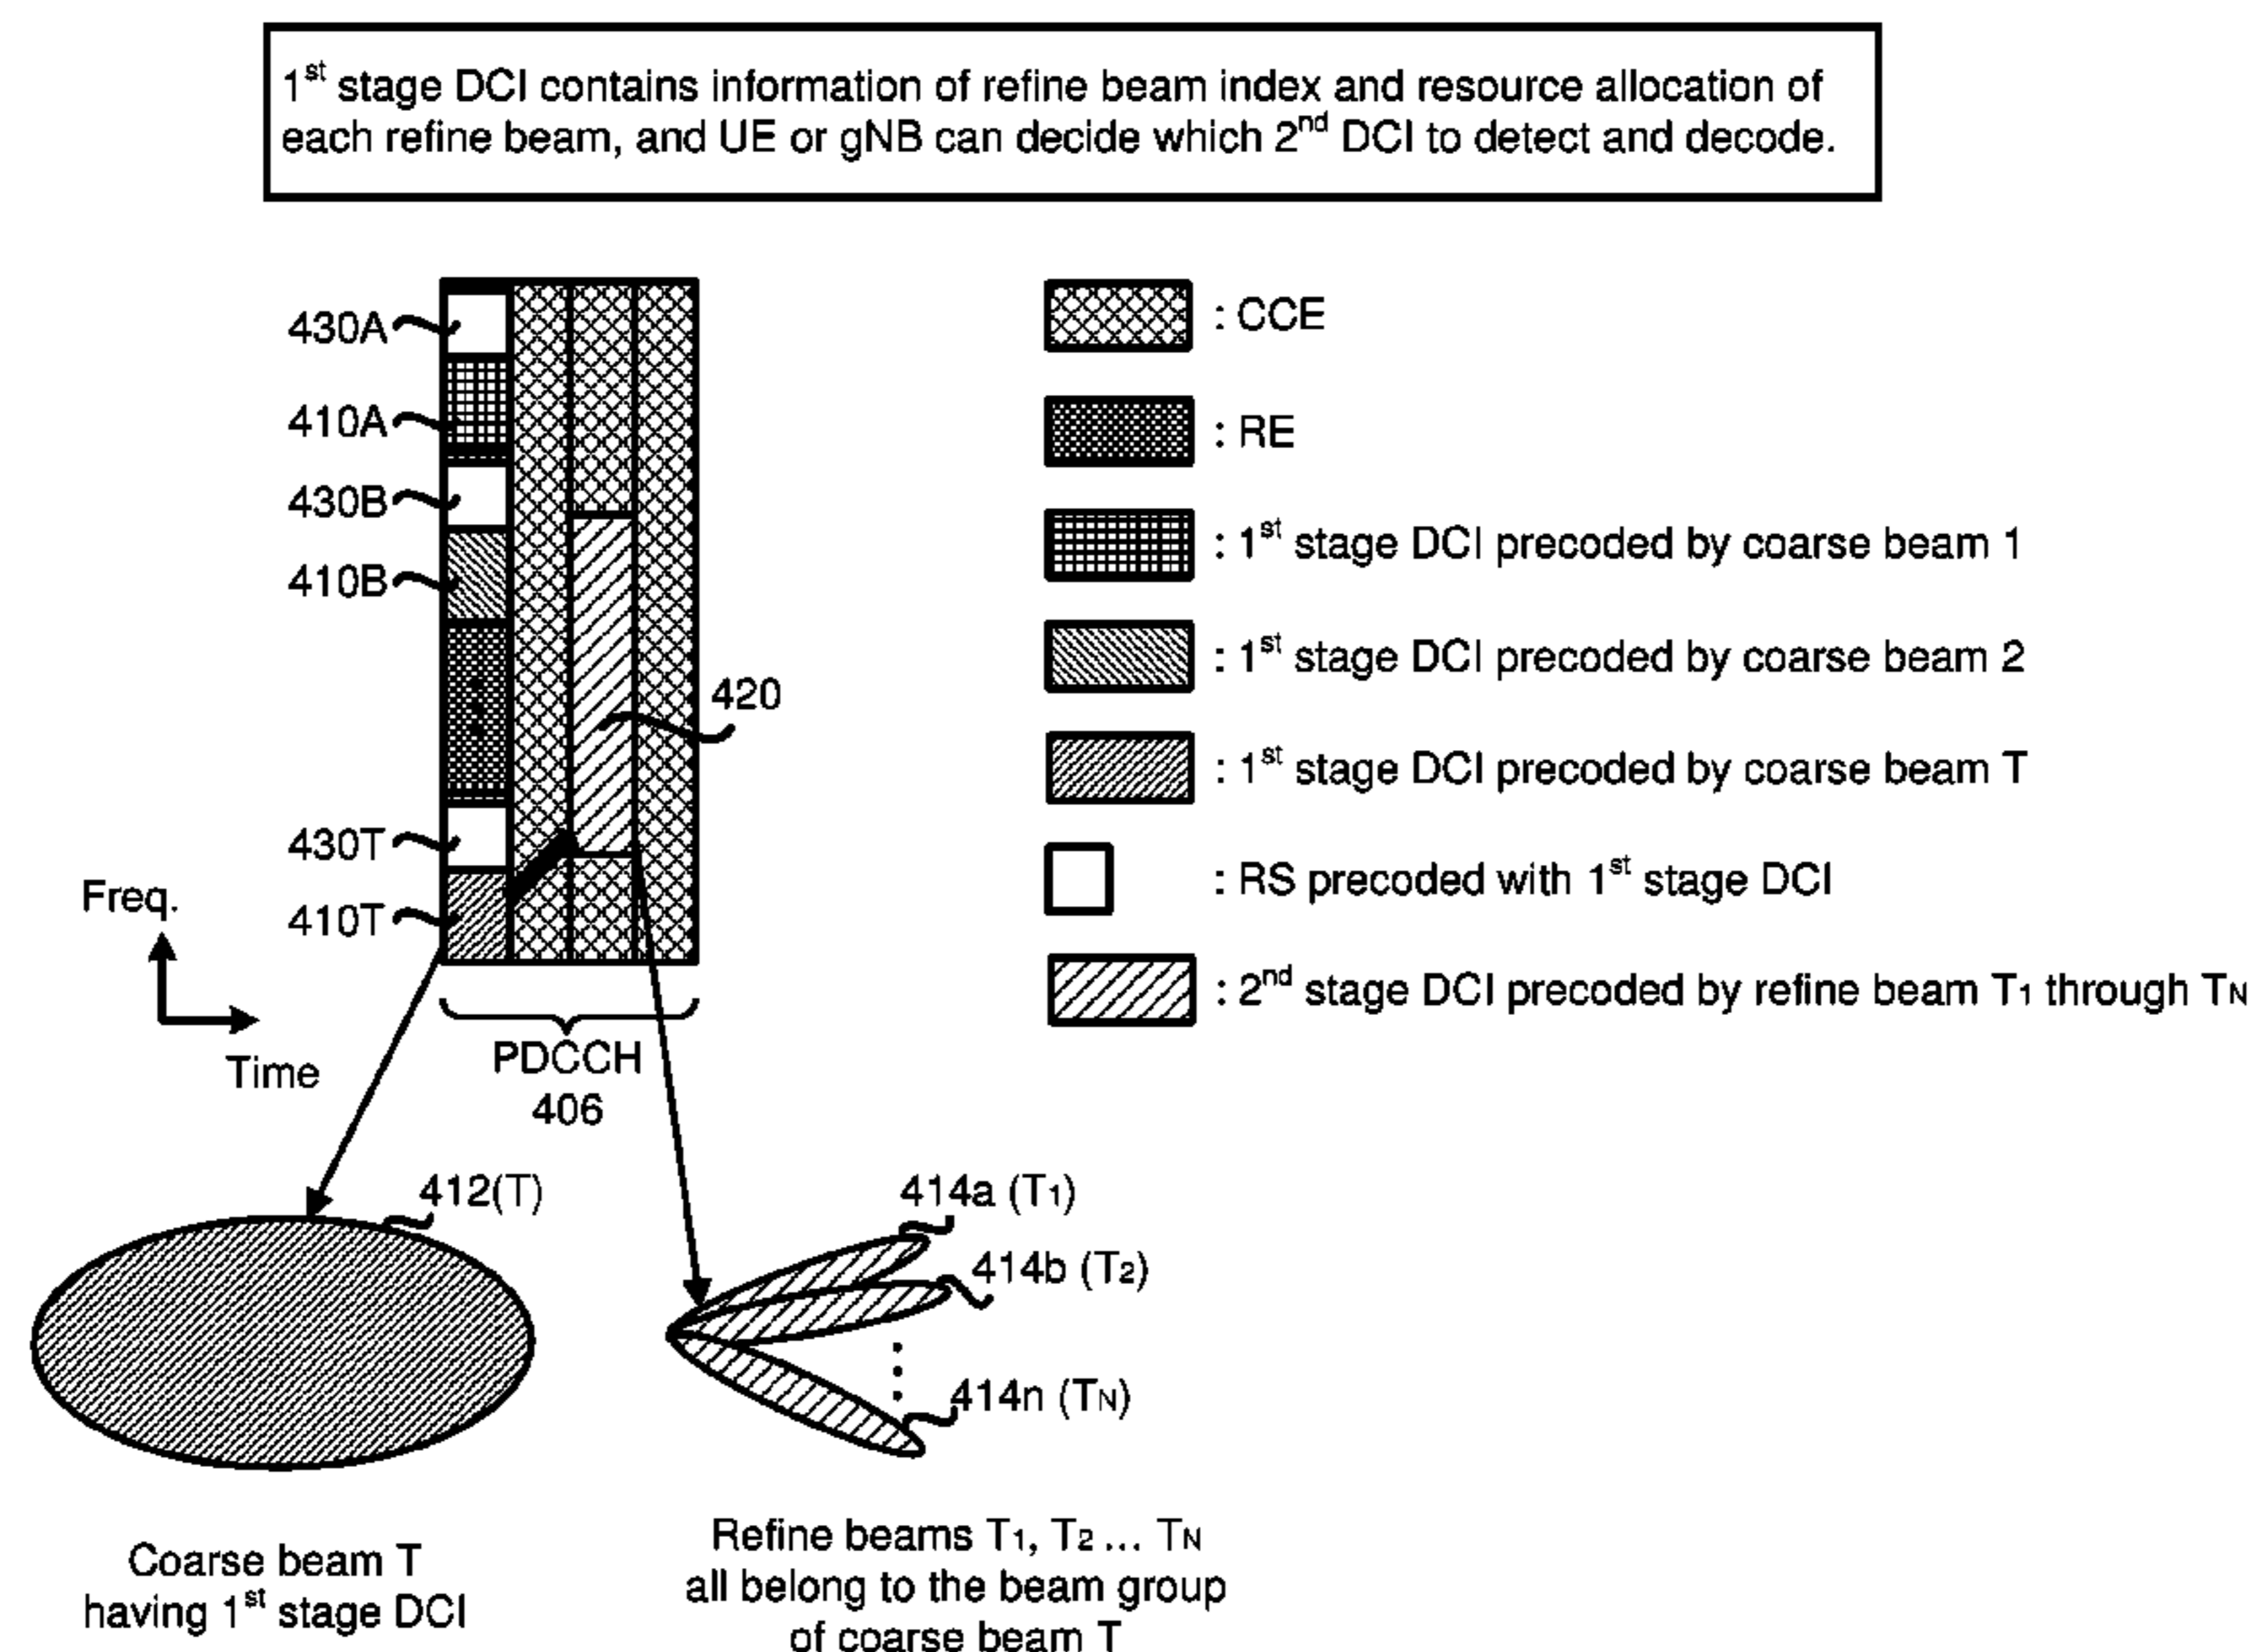 1st stage DCI contains information of refine beam index and resource allocation of
each refine beam, and UE or gNB can decide which 2nd DCI to detect and decode.
430A
410A
430B
410B
420
430T
410T
Freq.
Time
PDCCH
406
: CCE
: RE
: 1st stage DCI precoded by coarse beam 1
: 1st stage DCI precoded by coarse beam 2
: 1st stage DCI precoded by coarse beam T
: RS precoded with 1st stage DCI
: 2nd stage DCI precoded by refine beam T1 through TN
412(T)
414a (T1)
414b (T2)
414n (TN)
Coarse beam T
having 1st stage DCI
Refine beams T1, T2 ... TN
all belong to the beam group
of coarse beam T